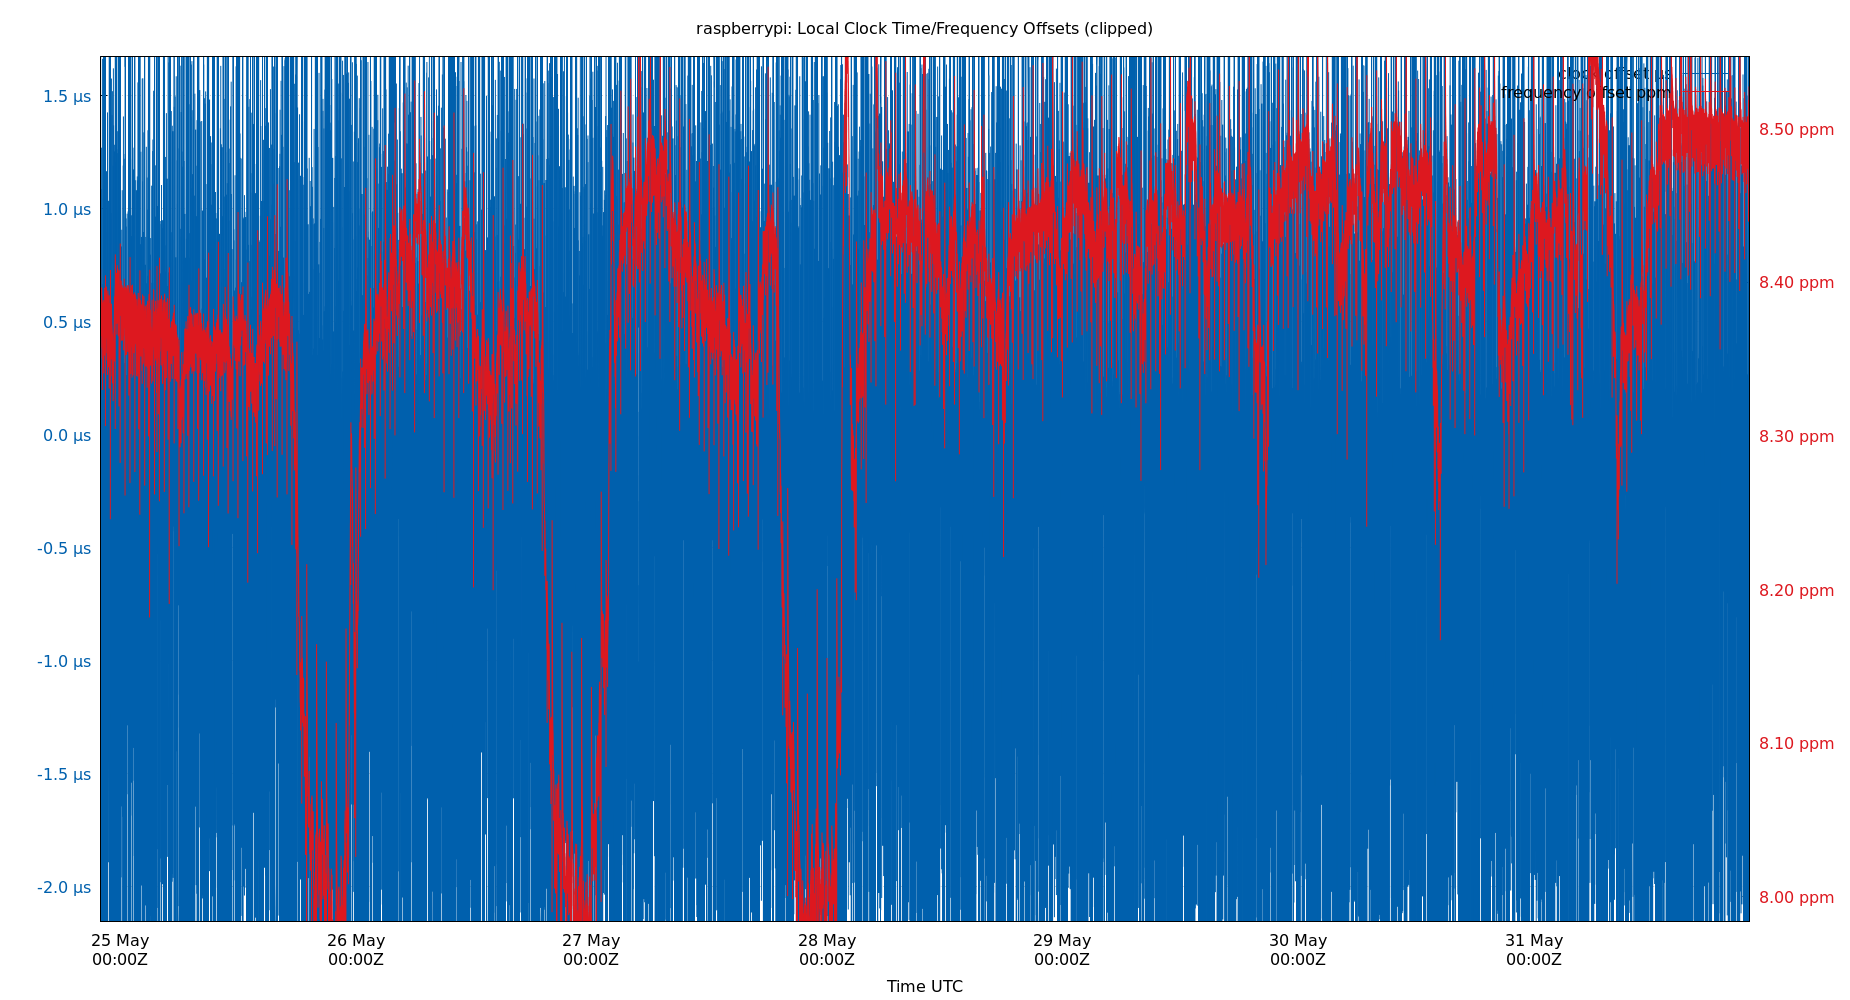 raspberrypi: Local Clock Time/Frequency Offsets (clipped)
clock offset µs
frequency offset ppm
1.5 µs
1.0 µs
0.5 µs
0.0 µs
-0.5 µs
-1.0 µs
-1.5 µs
-2.0 µs
8.50 ppm
8.40 ppm
8.30 ppm
8.20 ppm
8.10 ppm
8.00 ppm
25 May
00:00Z
26 May
00:00Z
27 May
00:00Z
28 May
00:00Z
29 May
00:00Z
30 May
00:00Z
31 May
00:00Z
Time UTC